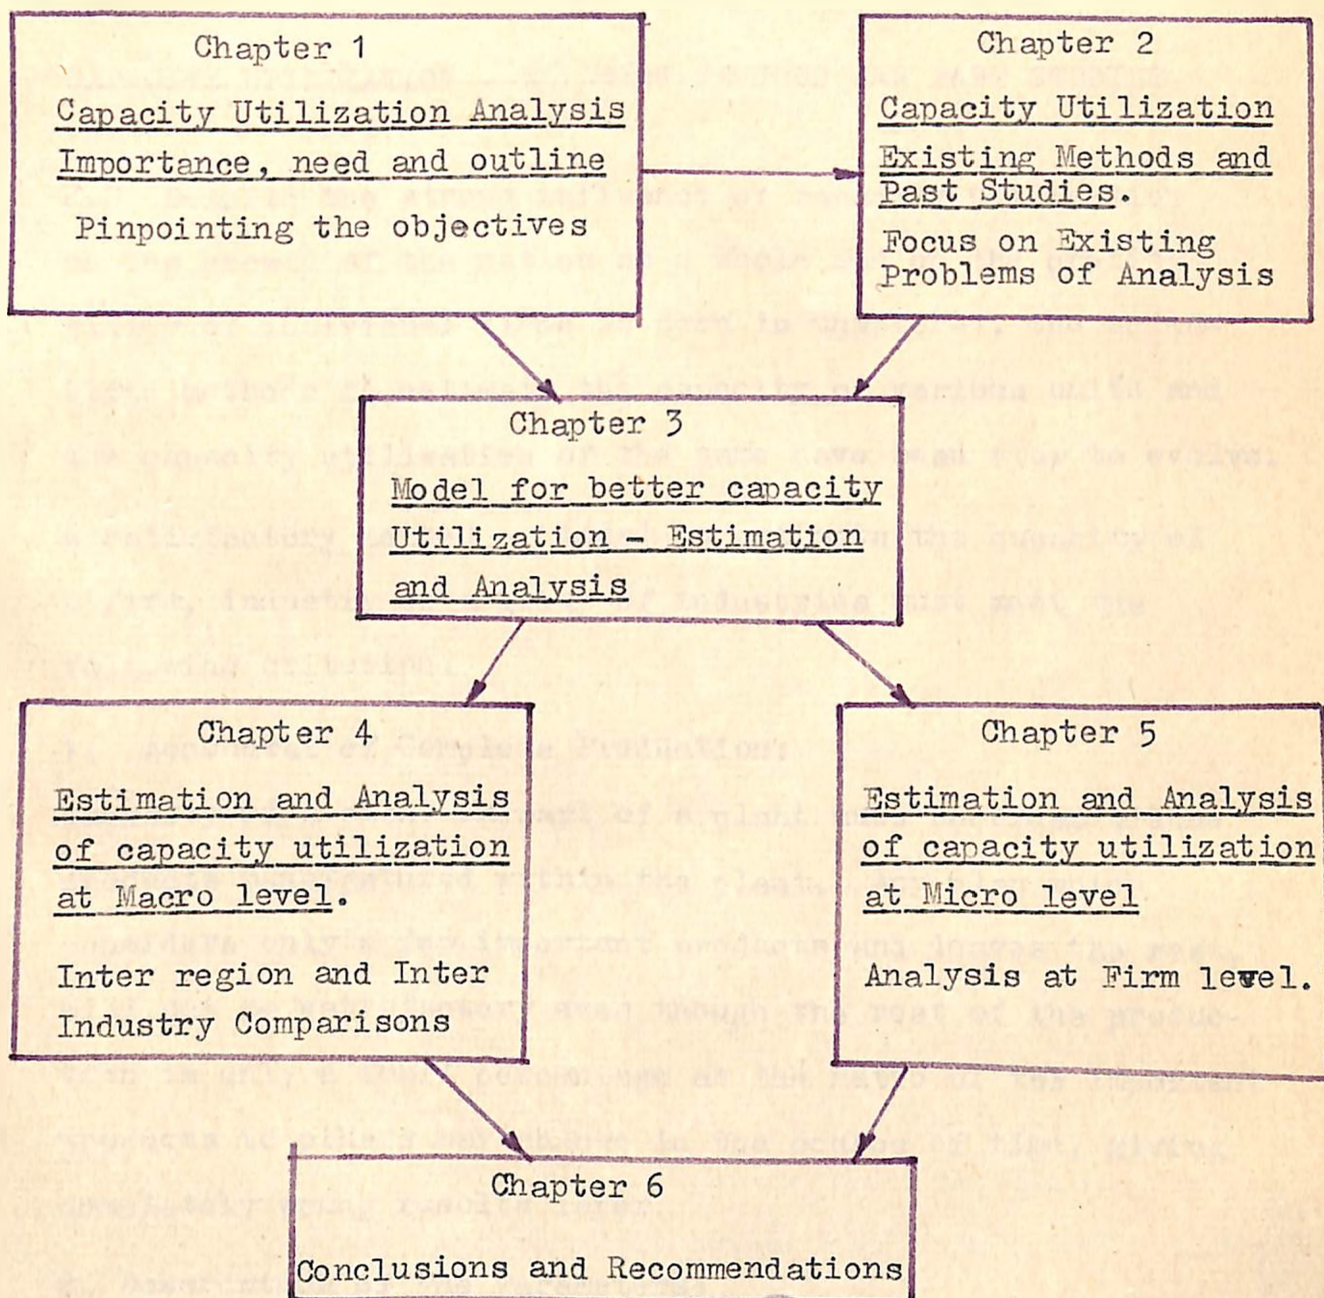 Chapter 1
Capacity Utilization Analysis
Importance, need and outline
Pinpointing the objectives
Chapter 2
Capacity Utilization
Existing Methods and
Past Studies.
Focus on Existing
Problems of Analysis
Chapter 3
Model for better capacity
Utilization - Estimation
and Analysis
Chapter 4
Estimation and Analysis
of capacity utilization
at Macro level.
Inter region and Inter
Industry Comparisons
Chapter 5
Estimation and Analysis
of capacity utilization
at Micro level
Analysis at Firm level.
Chapter 6
Conclusions and Recommendations